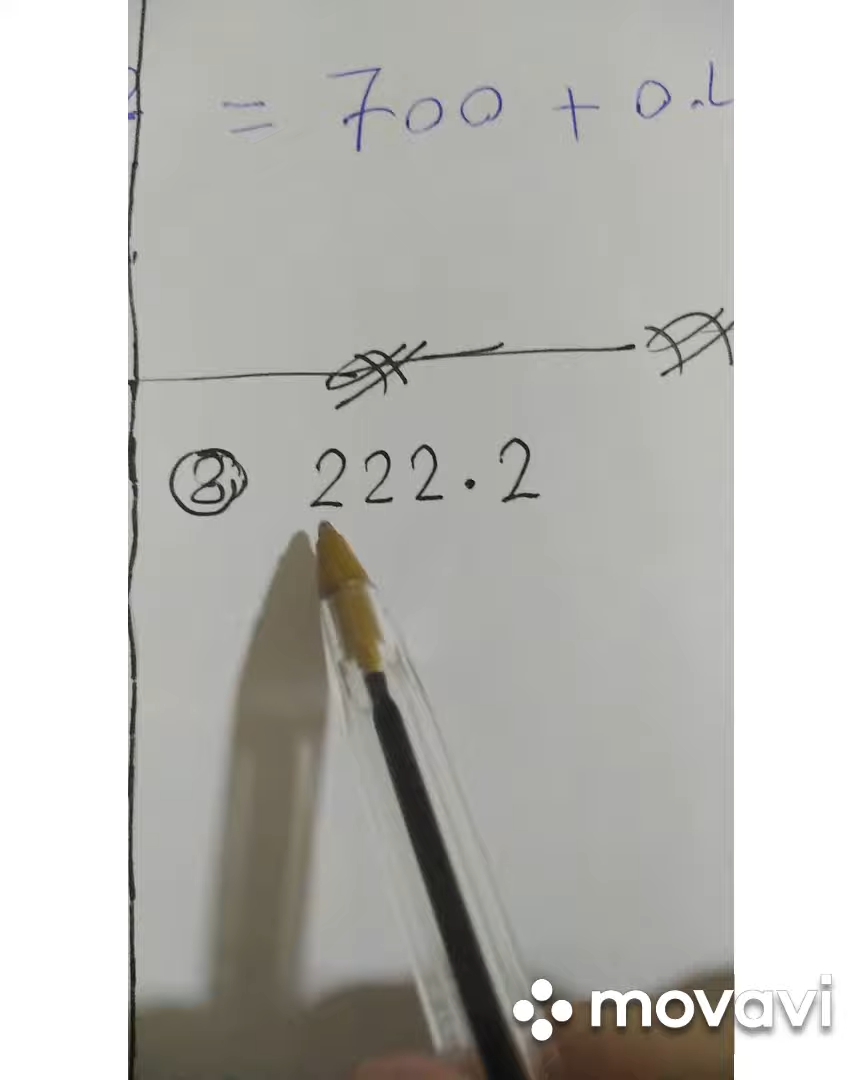 = 700 + 0.
8 222.2
movavi